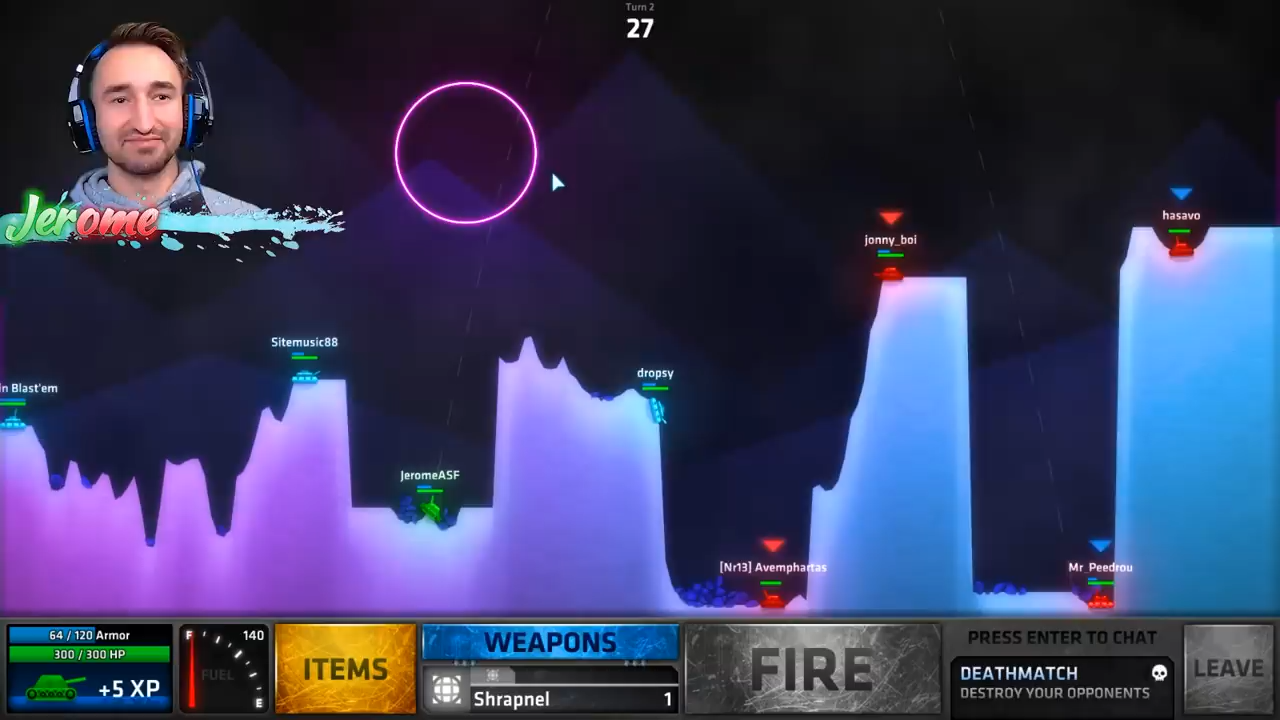 Turn 2
27
Jerome
hasavo
jonny_boi
Sitemusic88
dropsy
in Blast'em
JeromeASF
[Nr13] Avemphartas
Mr_Peedrou
64 / 120 Armor
300 / 300 HP
+5 XP
F
140
FUEL
E
ITEMS
WEAPONS
Shrapnel
1
FIRE
PRESS ENTER TO CHAT
DEATHMATCH
DESTROY YOUR OPPONENTS
LEAVE